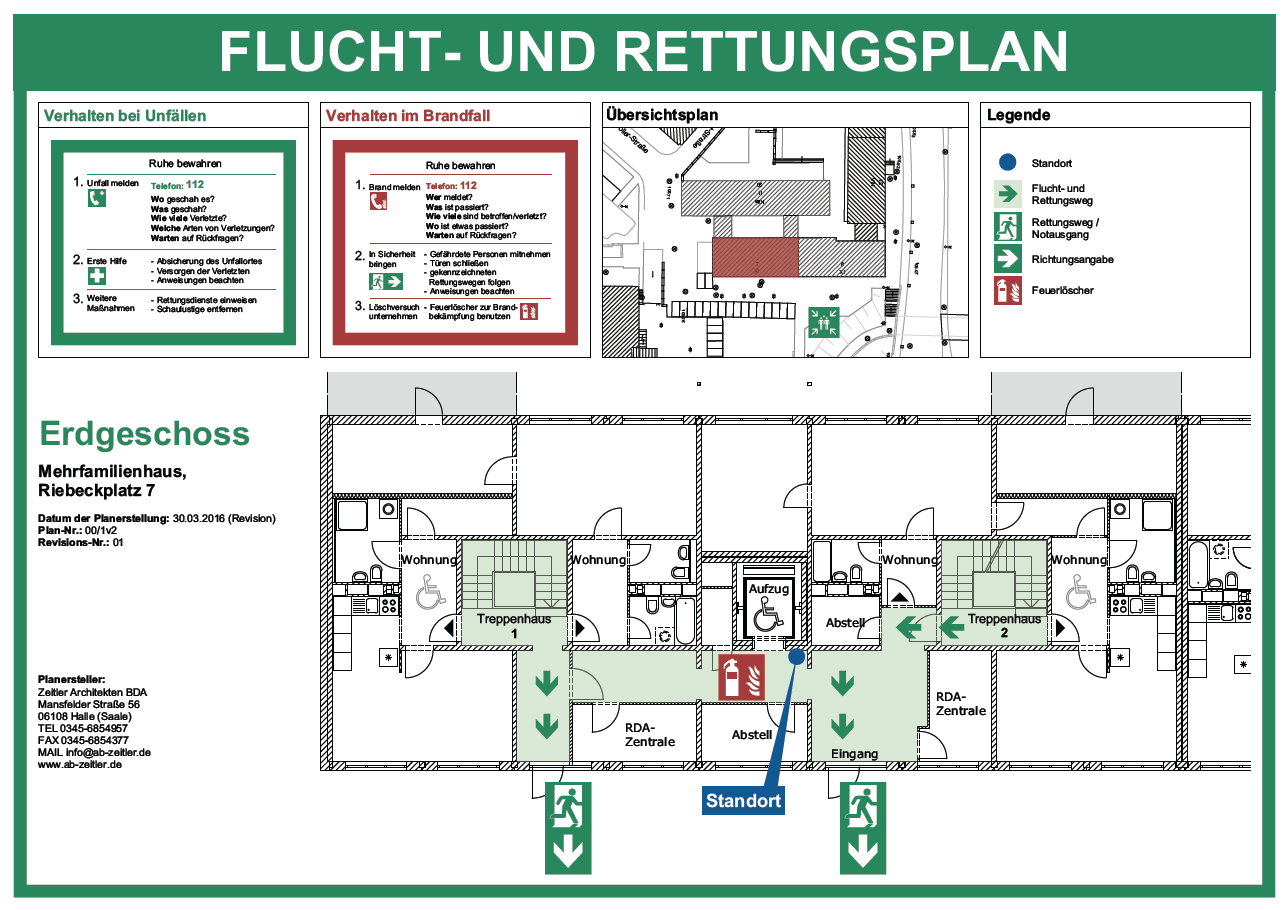 FLUCHT- UND RETTUNGSPLAN
Verhalten bei Unfällen
Ruhe bewahren
1. Unfall melden
Telefon: 112
Wo geschah es?
Was geschah?
Wie viele Verletzte?
Welche Arten von Verletzungen?
Warten auf Rückfragen?
2. Erste Hilfe
- Absicherung des Unfallortes
- Versorgen der Verletzten
- Anweisungen beachten
3. Weitere
Maßnahmen
- Rettungsdienste einweisen
- Schaulustige entfernen
Verhalten im Brandfall
Ruhe bewahren
1. Brand melden
Telefon: 112
Wer meldet?
Was ist passiert?
Wie viele sind betroffen/verletzt?
Wo ist etwas passiert?
Warten auf Rückfragen?
2. In Sicherheit
bringen
- Gefährdete Personen mitnehmen
- Türen schließen
- gekennzeichneten
Rettungswegen folgen
- Anweisungen beachten
3. Löschversuch
unternehmen
- Feuerlöscher zur Brand-
bekämpfung benutzen
Übersichtsplan
Legende
Standort
Flucht- und
Rettungsweg
Rettungsweg /
Notausgang
Richtungsangabe
Feuerlöscher
Erdgeschoss
Mehrfamilienhaus,
Riebeckplatz 7
Datum der Planerstellung: 30.03.2016 (Revision)
Plan-Nr.: 00/1v2
Revisions-Nr.: 01
Planersteller:
Zeitler Architekten BDA
Mansfelder Straße 56
06108 Halle (Saale)
TEL 0345-6854957
FAX 0345-6854377
MAIL info@ab-zeitler.de
www.ab-zeitler.de
Wohnung
Wohnung
Wohnung
Wohnung
Aufzug
Treppenhaus
1
Abstell
Treppenhaus
2
RDA-
Zentrale
RDA-
Zentrale
Abstell
Eingang
Standort